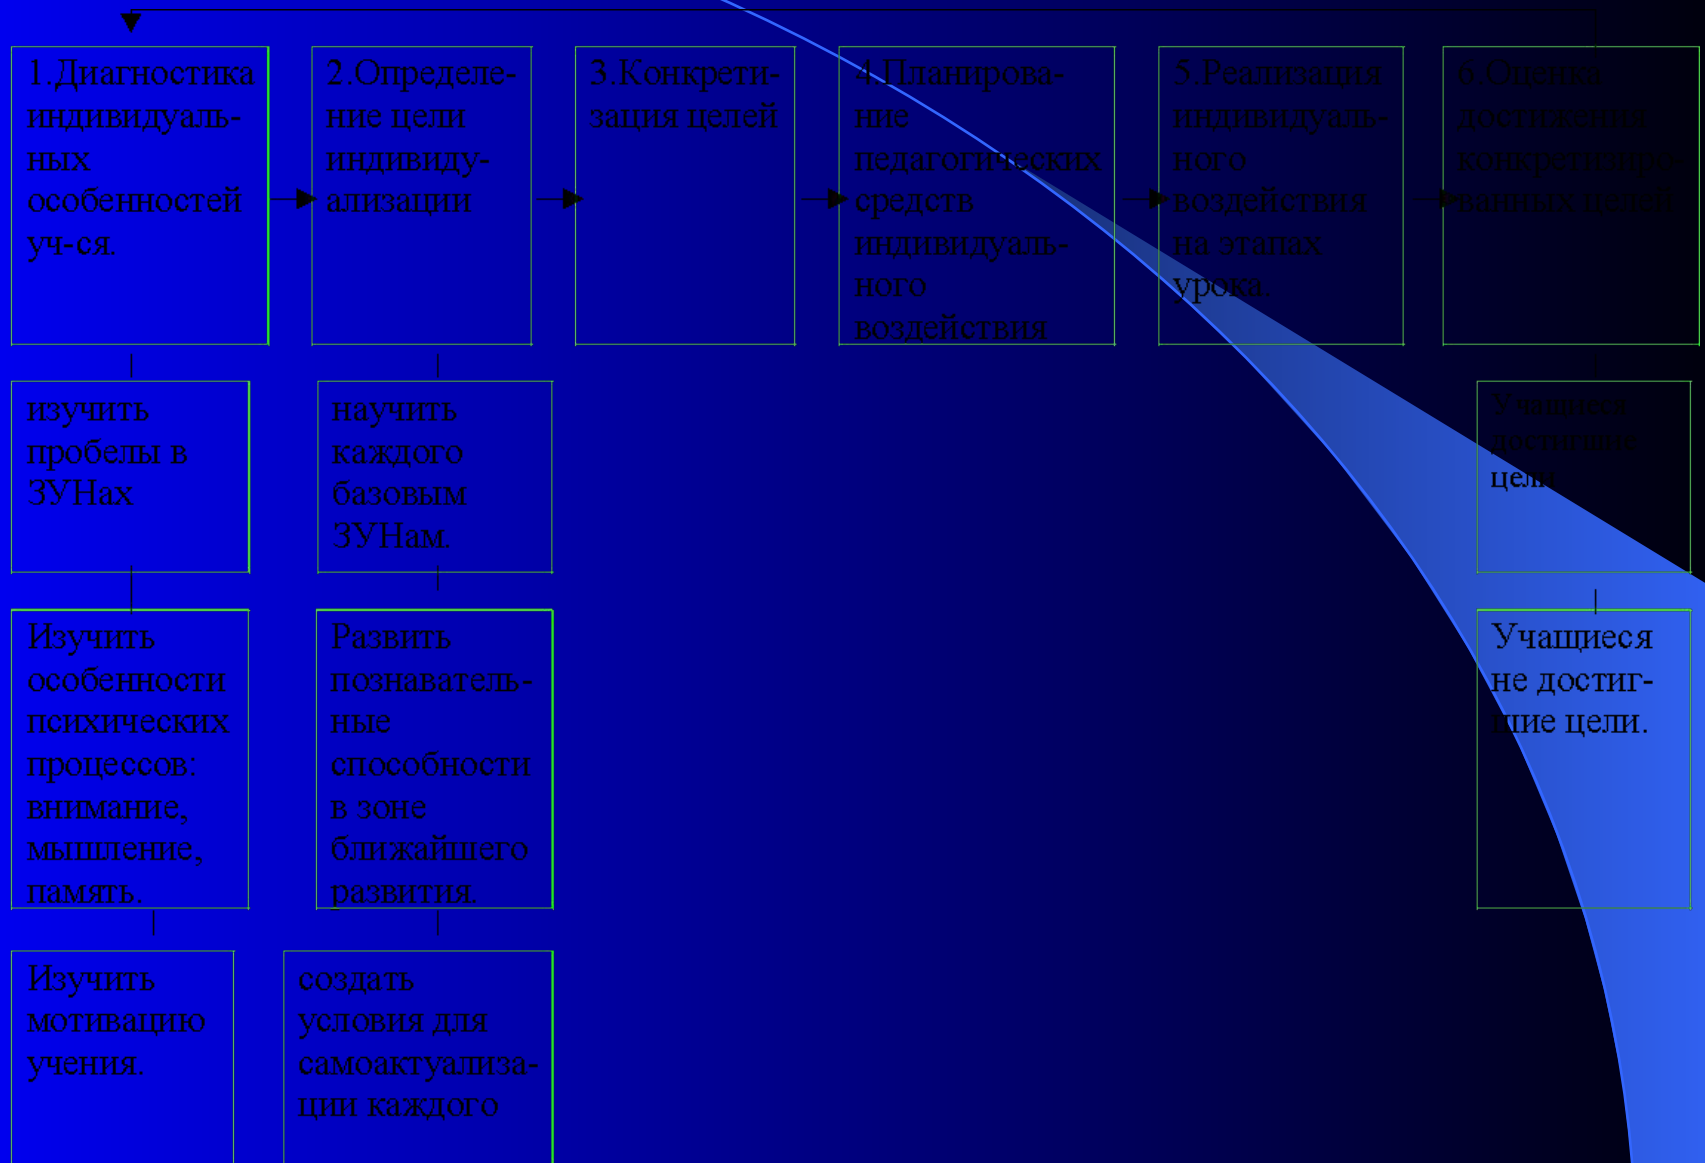 1.Диагностика
индивидуаль-
ных
особенностей
уч-ся.
2.Определе-
ние цели
индивиду-
ализации
3.Конкрети-
зация целей
4.Планирова-
ние
педагогических
средств
индивидуаль-
ного
воздействия
5.Реализация
индивидуаль-
ного
воздействия
на этапах
урока.
6.Оценка
достижения
конкретизиро-
ванных целей.
изучить
пробелы в
ЗУНах
научить
каждого
базовым
ЗУНам.
Учащиеся
достигшие
цели
Изучить
особенности
психических
процессов:
внимание,
мышление,
память.
Развить
познаватель-
ные
способности
в зоне
ближайшего
развития.
Учащиеся
не достиг-
шие цели.
Изучить
мотивацию
учения.
создать
условия для
самоактуализа-
ции каждого